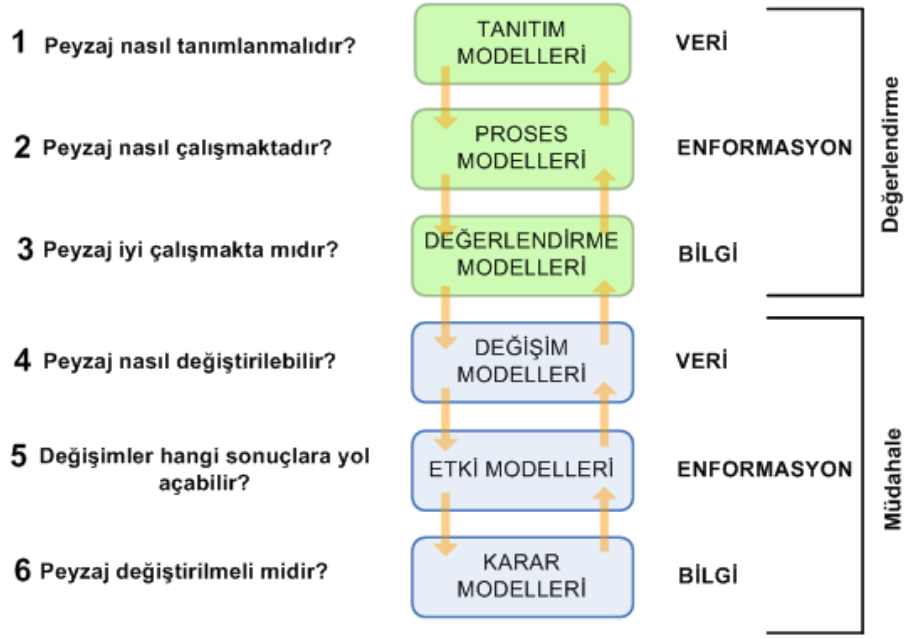 1 Peyzaj nasıl tanımlanmalıdır?
TANITIM
MODELLERİ
VERİ
2 Peyzaj nasıl çalışmaktadır?
PROSES
MODELLERİ
ENFORMASYON
3 Peyzaj iyi çalışmakta mıdır?
DEĞERLENDİRME
MODELLERİ
BİLGİ
Değerlendirme
4 Peyzaj nasıl değiştirilebilir?
DEĞİŞİM
MODELLERİ
VERİ
5 Değişimler hangi sonuçlara yol
açabilir?
ETKİ MODELLERİ
ENFORMASYON
6 Peyzaj değiştirilmeli midir?
KARAR
MODELLERİ
BİLGİ
Müdahale